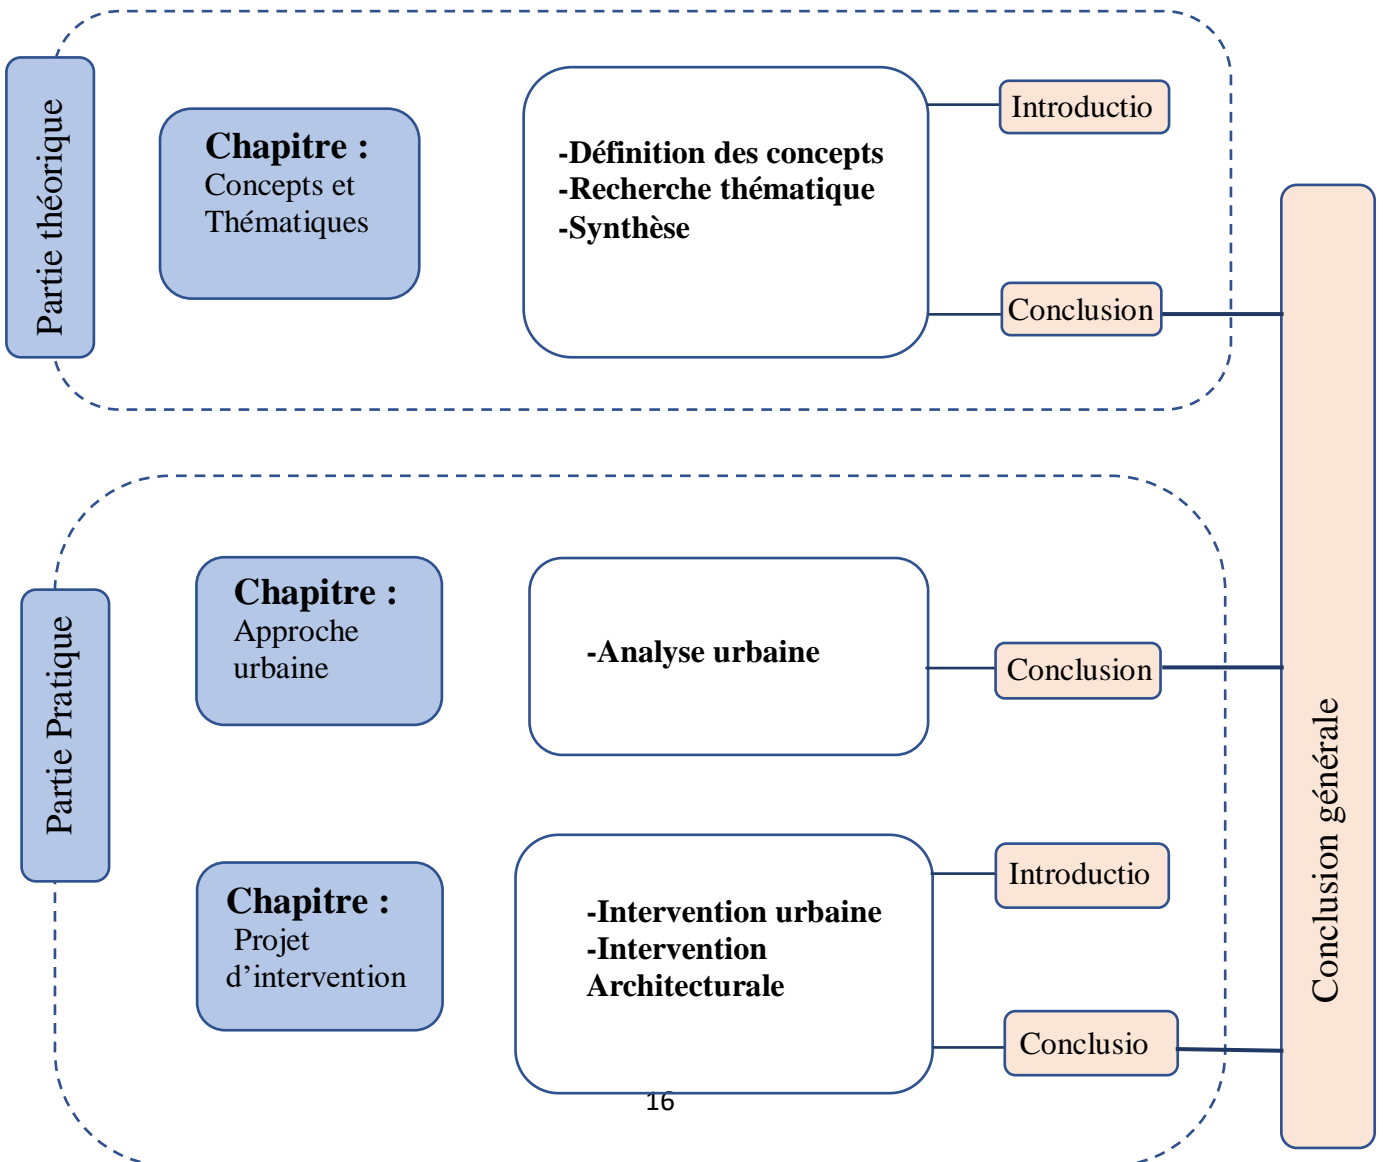 Partie théorique
Chapitre :
Concepts et
Thématiques
-Définition des concepts
-Recherche thématique
-Synthèse
Introductio
Conclusion
Partie Pratique
Chapitre :
Approche
urbaine
-Analyse urbaine
Conclusion
Chapitre :
Projet
d’intervention
-Intervention urbaine
-Intervention
Architecturale
Introductio
Conclusio
Conclusion générale
16